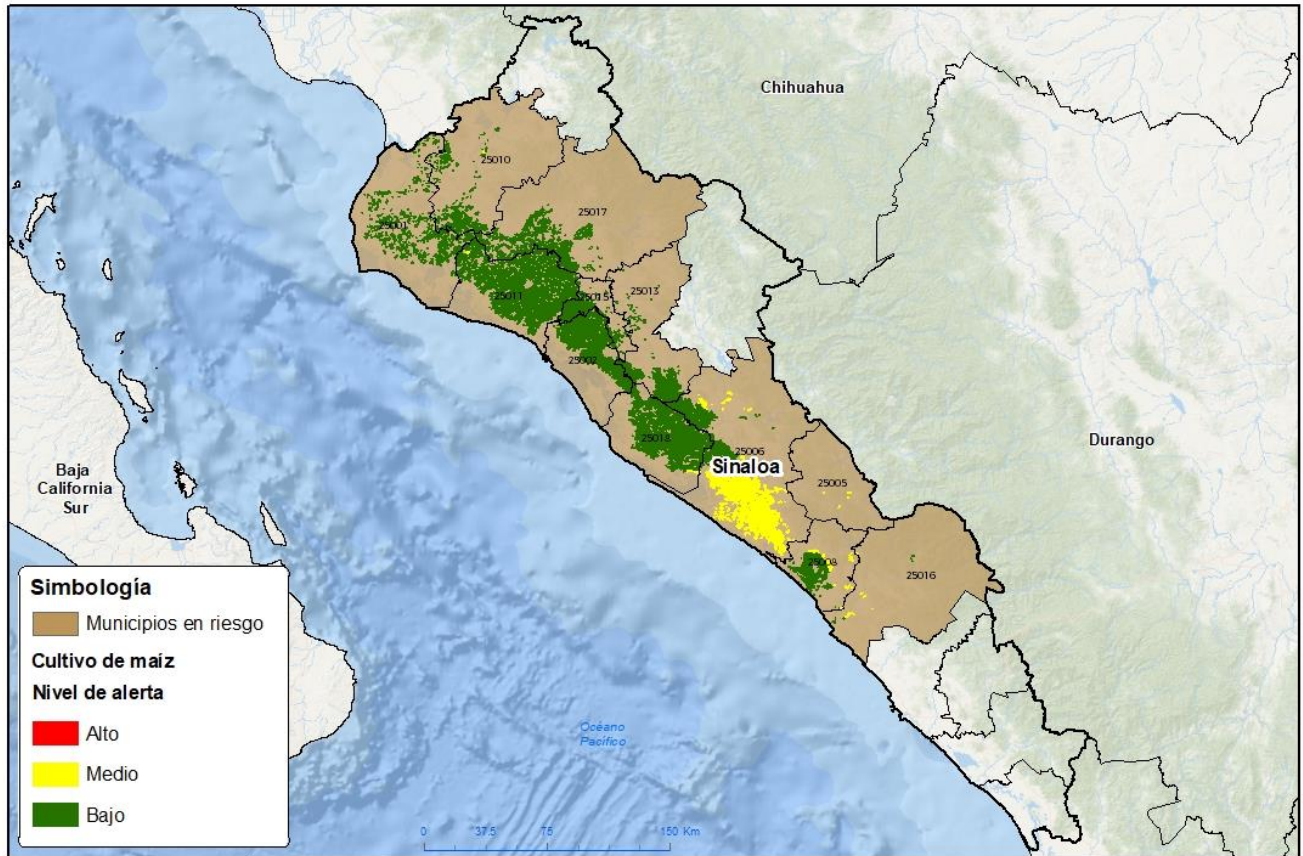 Chihuahua
25010
25017
25001
25013
25011
25015
25002
25018
25006
Sinaloa
Durango
25005
Baja
California
Sur
25008
25016
Simbología
Municipios en riesgo
Cultivo de maíz
Nivel de alerta
Alto
Medio
Bajo
Océano
Pacífico
0 37.5 75 150 Km